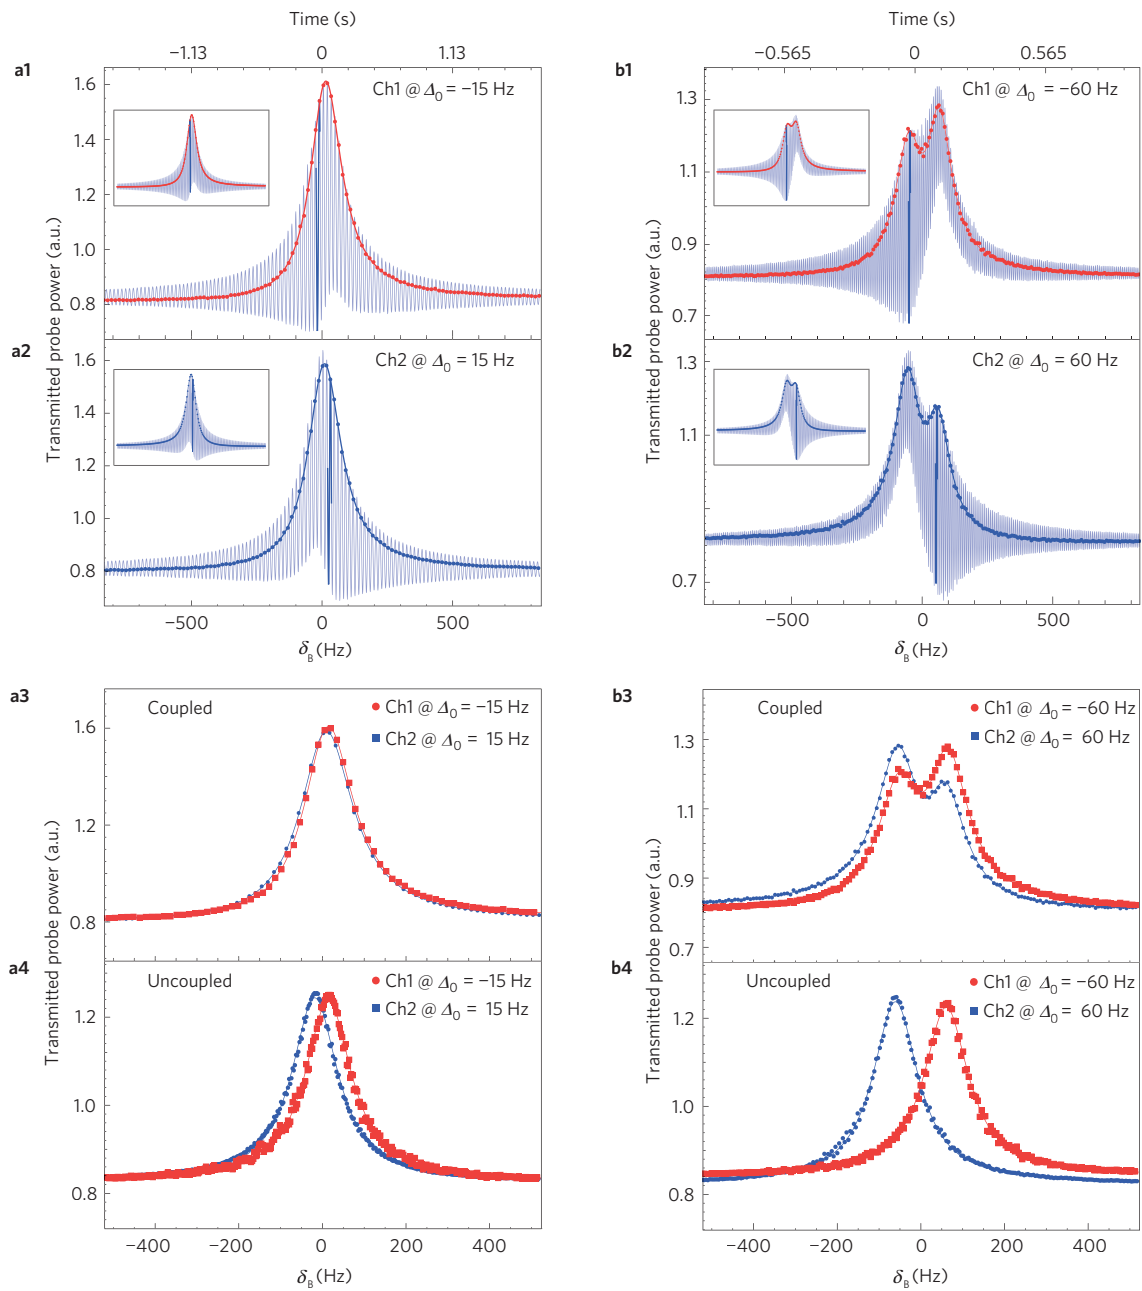 Time (s)
−1.13 0 1.13
a1
Ch1 @ Δ0 = −15 Hz
1.6
1.4
1.2
1.0
0.8
Transmitted probe power (a.u.)
a2
Ch2 @ Δ0 = 15 Hz
1.6
1.4
1.2
1.0
0.8
−500 0 500
δB (Hz)
Time (s)
−0.565 0 0.565
b1
Ch1 @ Δ0 = −60 Hz
1.3
1.1
0.9
0.7
Transmitted probe power (a.u.)
b2
Ch2 @ Δ0 = 60 Hz
1.3
1.1
0.7
−500 0 500
δB (Hz)
a3
Coupled
Ch1 @ Δ0 = −15 Hz
Ch2 @ Δ0 = 15 Hz
1.6
1.2
0.8
Transmitted probe power (a.u.)
a4
Uncoupled
Ch1 @ Δ0 = −15 Hz
Ch2 @ Δ0 = 15 Hz
1.2
1.0
0.8
−400 −200 0 200 400
δB (Hz)
b3
Coupled
Ch1 @ Δ0 = −60 Hz
Ch2 @ Δ0 = 60 Hz
1.3
1.1
0.9
0.7
Transmitted probe power (a.u.)
b4
Uncoupled
Ch1 @ Δ0 = −60 Hz
Ch2 @ Δ0 = 60 Hz
1.2
1.0
0.8
−400 −200 0 200 400
δB (Hz)